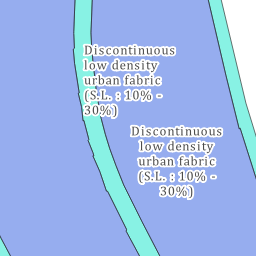 Discontinuous
low density
urban fabric
(S.L. : 10% -
30%)
Discontinuous
low density
urban fabric
(S.L. : 10% -
30%)